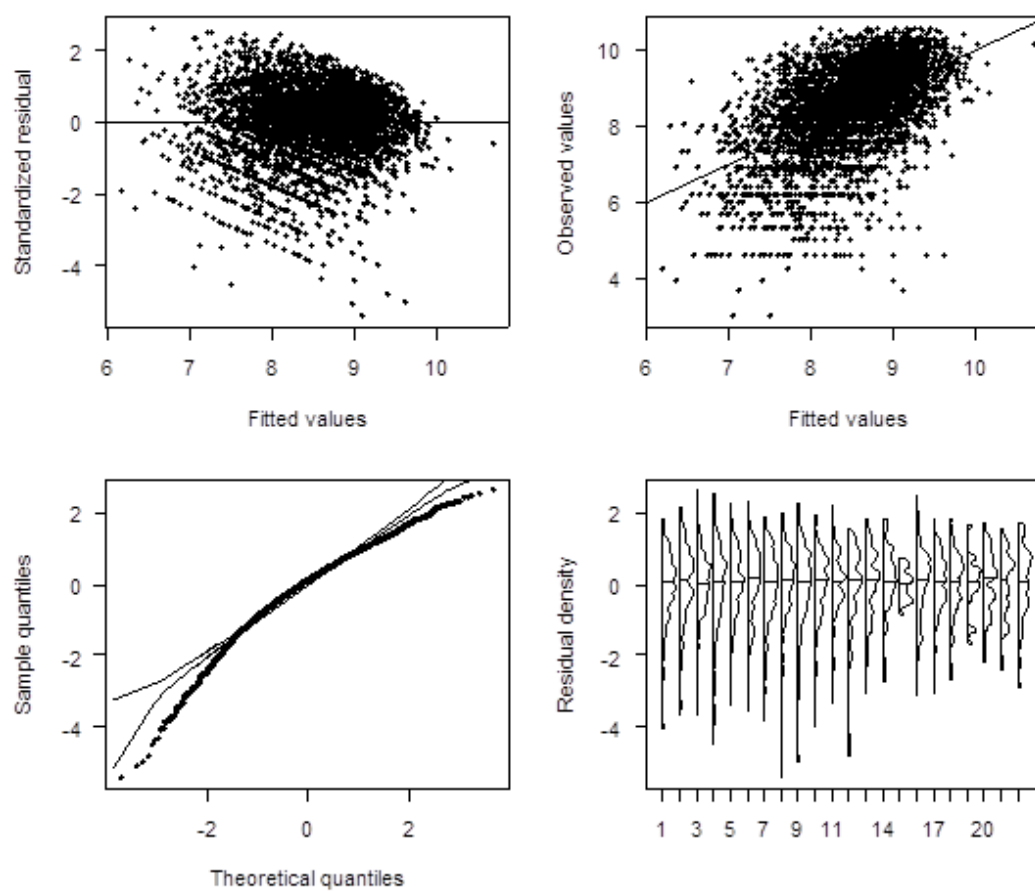 Standardized residual
2
0
-2
-4
6 7 8 9 10
Fitted values
Observed values
10
8
6
4
6 7 8 9 10
Fitted values
Sample quantiles
2
0
-2
-4
-2 0 2
Theoretical quantiles
Residual density
2
0
-2
-4
1 3 5 7 9 11 14 17 20